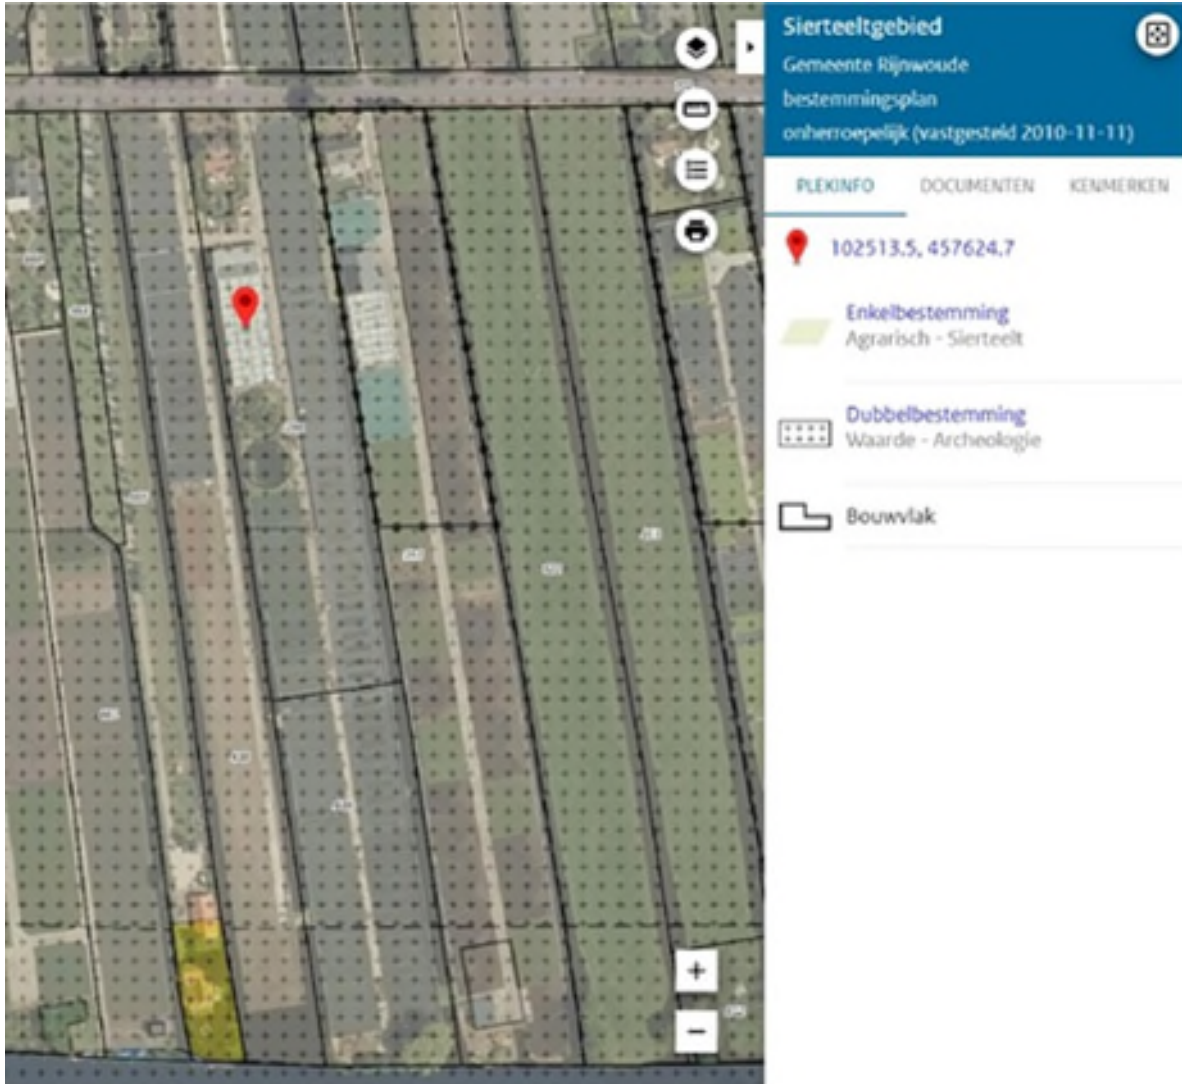 Sierteeltgebied
Gemeente Rijnwoude
bestemmingsplan
onherroepelijk (vastgesteld 2010-11-11)
PLEKINFO DOCUMENTEN KENMERKEN
102513.5, 457624.7
Enkelbestemming
Agrarisch - Sierteelt
Dubbelbestemming
Waarde - Archeologie
Bouwvlak